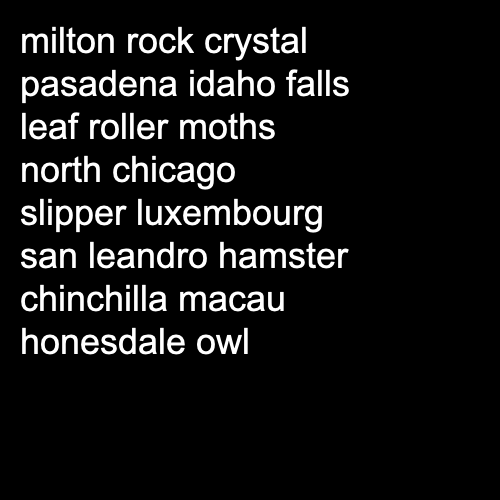 milton rock crystal
pasadena idaho falls
leaf roller moths
north chicago
slipper luxembourg
san leandro hamster
chinchilla macau
honesdale owl